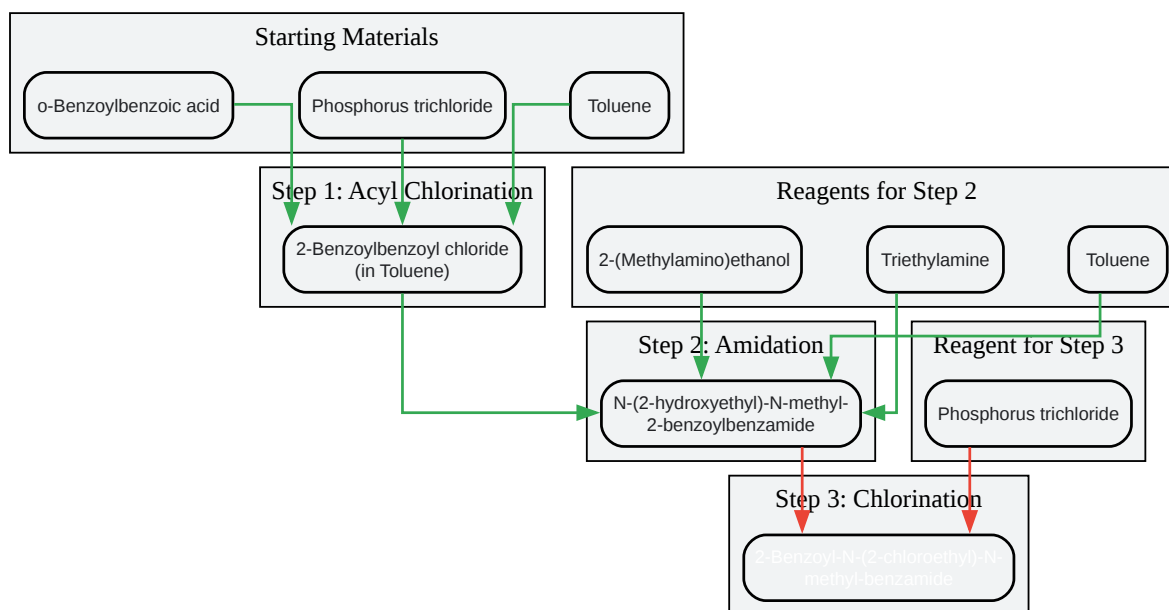 Starting Materials
o-Benzoylbenzoic acid
Phosphorus trichloride
Toluene
Step 1: Acyl Chlorination
2-Benzoylbenzoyl chloride
(in Toluene)
Reagents for Step 2
2-(Methylamino)ethanol
Triethylamine
Toluene
Step 2: Amidation
N-(2-hydroxyethyl)-N-methyl-
2-benzoylbenzamide
Reagent for Step 3
Phosphorus trichloride
Step 3: Chlorination
2-Benzoyl-N-(2-chloroethyl)-N-
methyl-benzamide